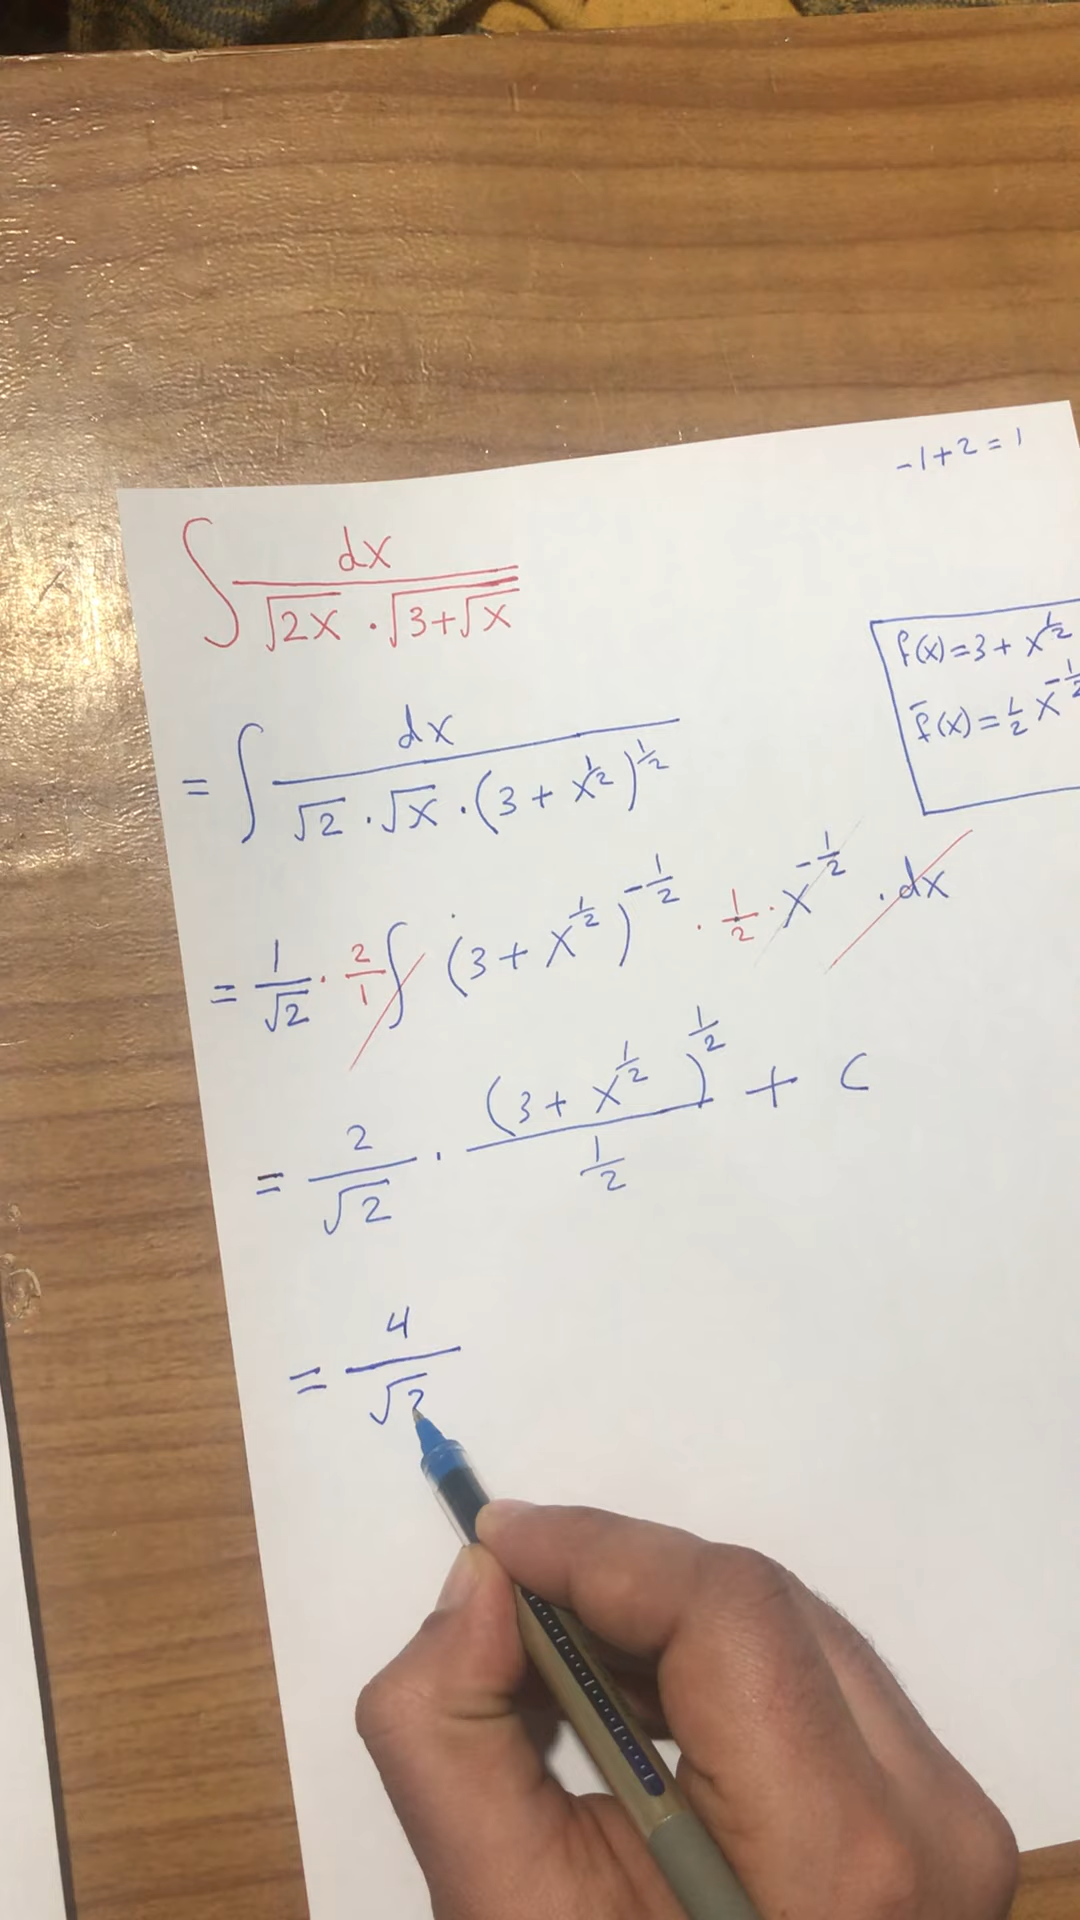 -1+2=1
∫ dx / (√2x · √(3+√x))
f(x)=3+x^(1/2)
f̄(x)=1/2 x^(-1/2)
= ∫ dx / (√2 · √x · (3+x^(1/2))^(1/2))
= 1/√2 · 2/1 ∫ (3+x^(1/2))^(-1/2) · 1/2 · x^(-1/2) · dx
= 2/√2 · (3+x^(1/2))^(1/2) / (1/2) + C
= 4/√2